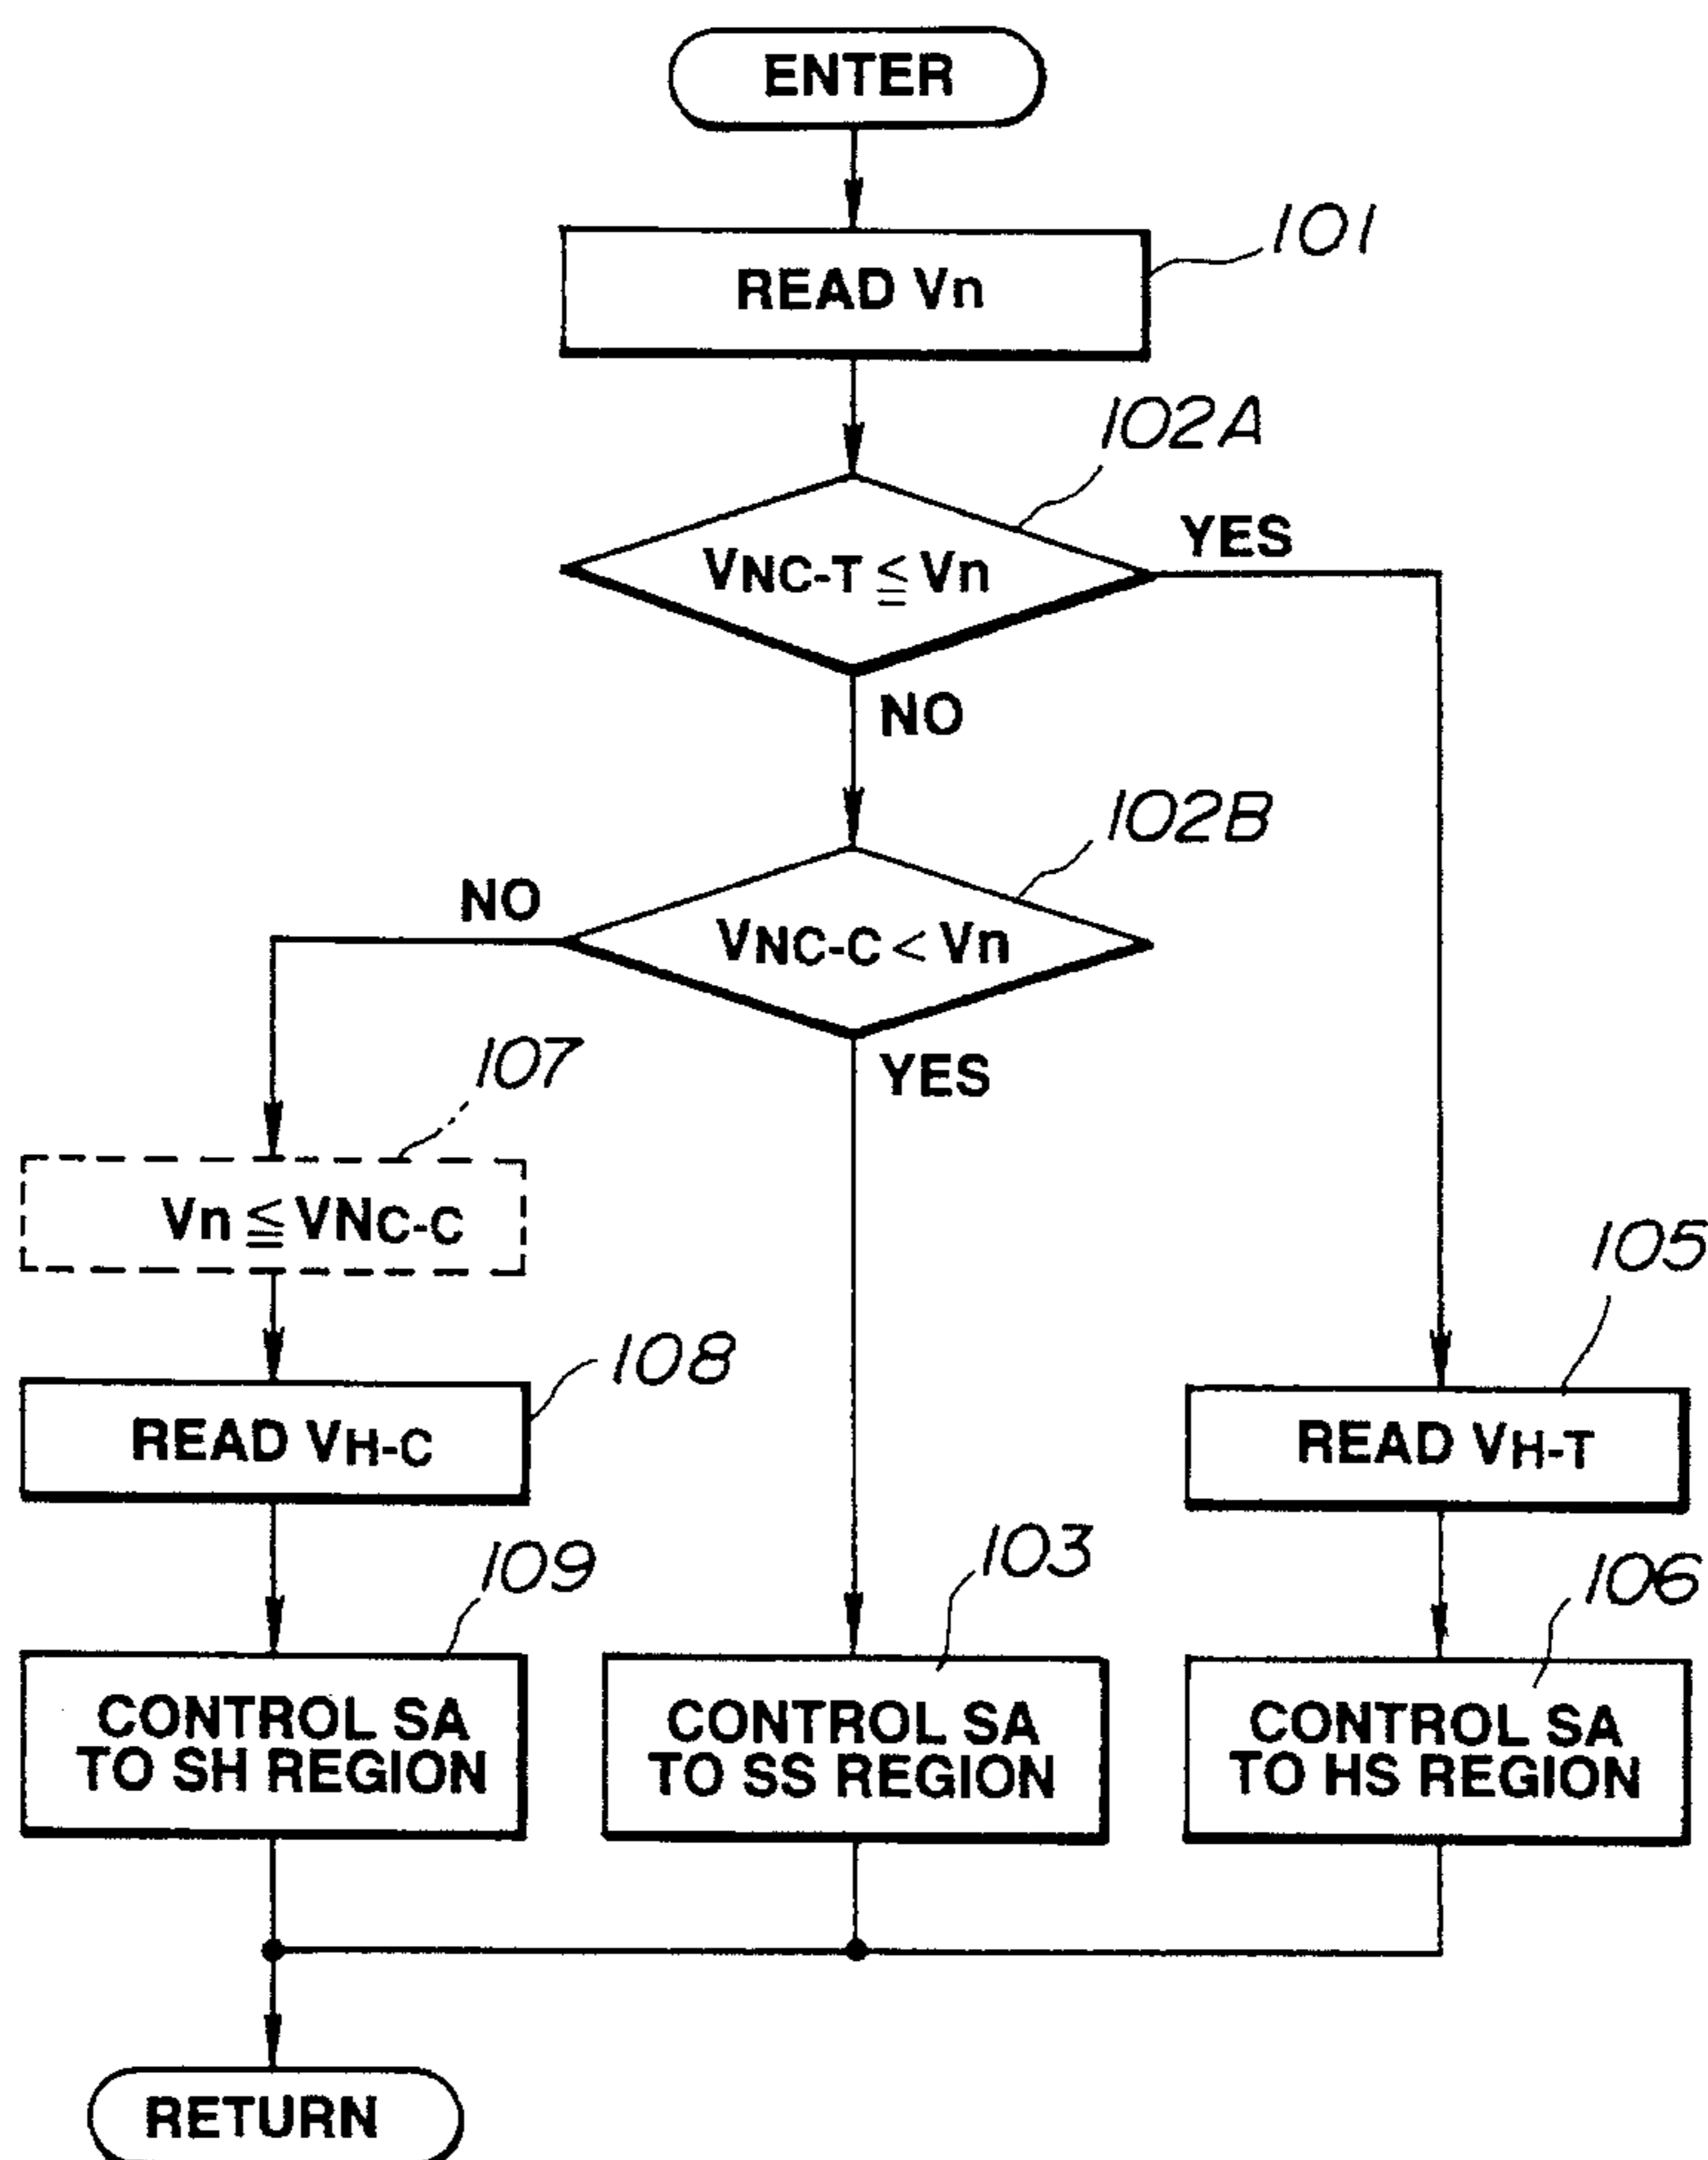 ENTER
101
READ Vn
102A
VNC-T ≦ Vn
YES
NO
102B
NO
VNC-C < Vn
YES
107
Vn ≦ VNC-C
105
108
READ VH-C
READ VH-T
109
103
106
CONTROL SA
TO SH REGION
CONTROL SA
TO SS REGION
CONTROL SA
TO HS REGION
RETURN